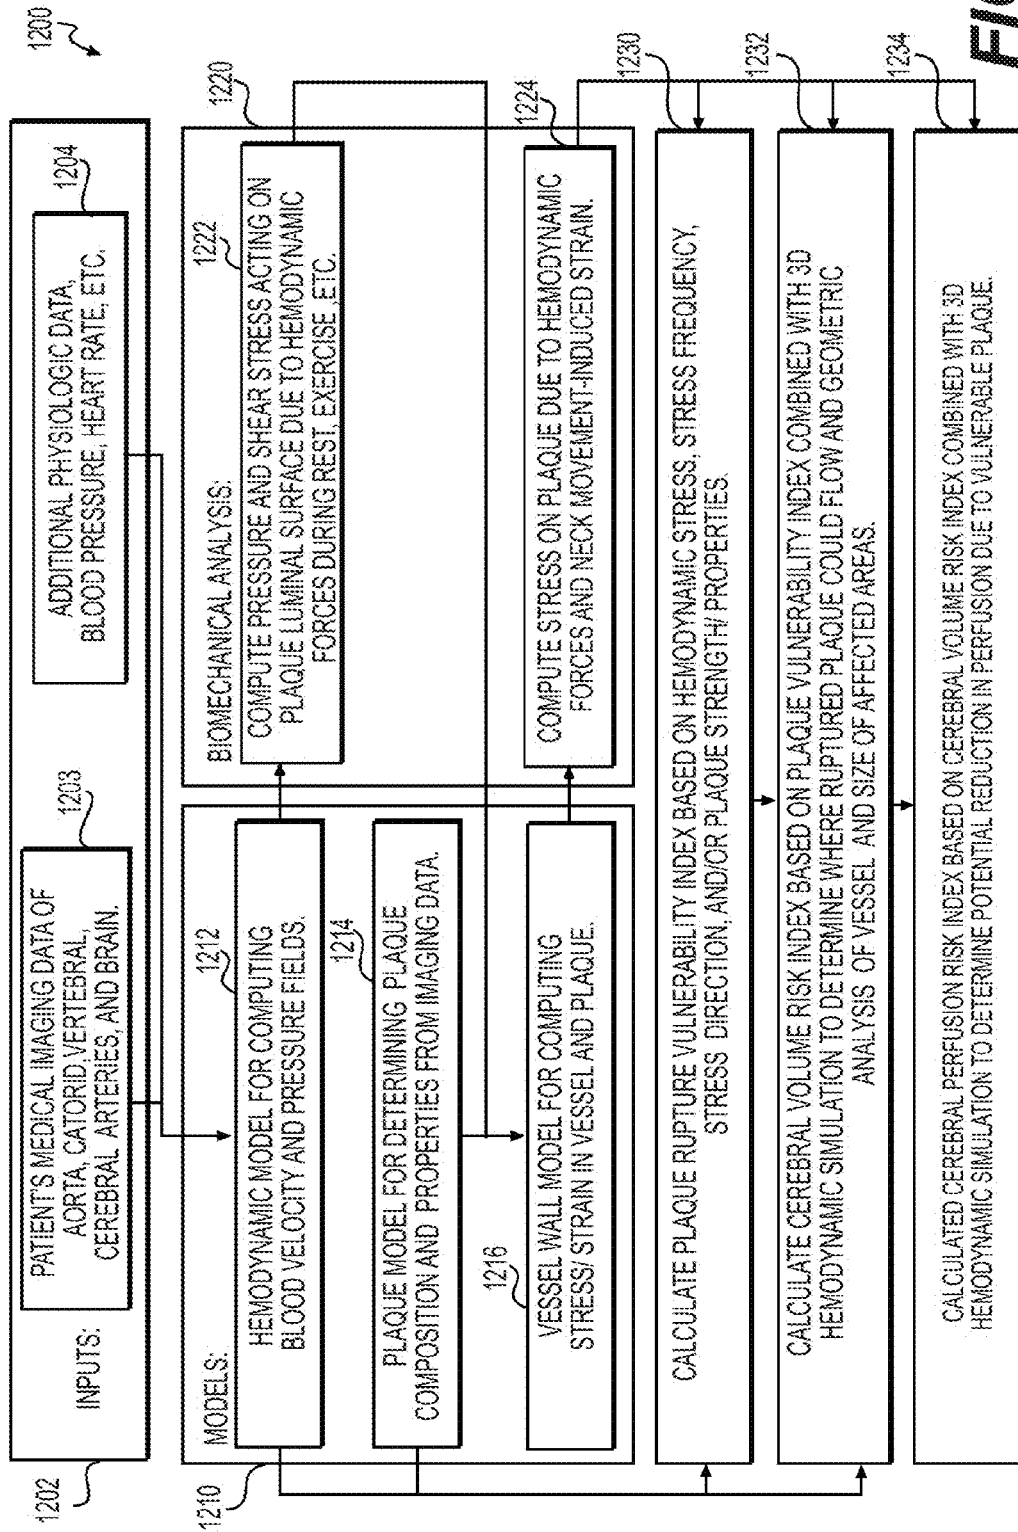 1200
1202
INPUTS:
1203
PATIENT'S MEDICAL IMAGING DATA OF
AORTA, CATORID,VERTEBRAL,
CEREBRAL ARTERIES, AND BRAIN.
1204
ADDITIONAL PHYSIOLOGIC DATA,
BLOOD PRESSURE, HEART RATE, ETC.
1210
MODELS:
1212
HEMODYNAMIC MODEL FOR COMPUTING
BLOOD VELOCITY AND PRESSURE FIELDS.
1214
PLAQUE MODEL FOR DETERMINING PLAQUE
COMPOSITION AND PROPERTIES FROM IMAGING DATA.
1216
VESSEL WALL MODEL FOR COMPUTING
STRESS/ STRAIN IN VESSEL AND PLAQUE.
1220
BIOMECHANICAL ANALYSIS:
1222
COMPUTE PRESSURE AND SHEAR STRESS ACTING ON
PLAQUE LUMINAL SURFACE DUE TO HEMODYNAMIC
FORCES DURING REST, EXERCISE ,ETC.
1224
COMPUTE STRESS ON PLAQUE DUE TO HEMODYNAMIC
FORCES AND NECK MOVEMENT-INDUCED STRAIN.
1230
CALCULATE PLAQUE RUPTURE VULNERABILITY INDEX BASED ON HEMODYNAMIC STRESS, STRESS FREQUENCY,
STRESS DIRECTION, AND/OR PLAQUE STRENGTH/ PROPERTIES.
1232
CALCULATE CEREBRAL VOLUME RISK INDEX BASED ON PLAQUE VULNERABILITY INDEX COMBINED WITH 3D
HEMODYNAMIC SIMULATION TO DETERMINE WHERE RUPTURED PLAQUE COULD FLOW AND GEOMETRIC
ANALYSIS OF VESSEL AND SIZE OF AFFECTED AREAS.
1234
CALCULATED CEREBRAL PERFUSION RISK INDEX BASED ON CEREBRAL VOLUME RISK INDEX COMBINED WITH 3D
HEMODYNAMIC SIMULATION TO DETERMINE POTENTIAL REDUCTION IN PERFUSION DUE TO VULNERABLE PLAQUE.